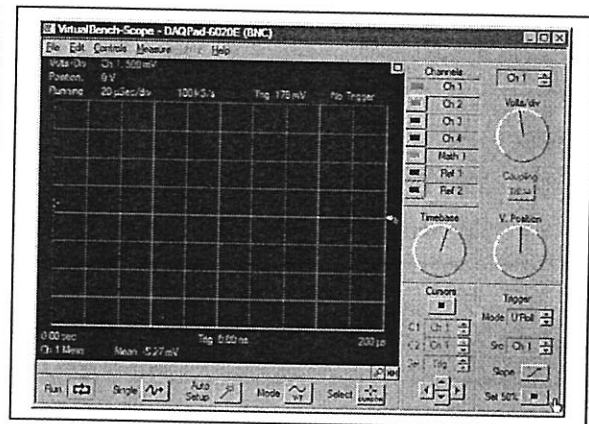 VirtualBench-Scope - DAQPad-6020E (BNC)
File Edit Controls Measure Help
Volts/Div Ch 1, 500 mV
Position. 0 V
Running 20 µSec/div 100 kS/s Trig 178 mV No Trigger
0.00 sec Trig 0.00 ns 200 µs
Ch 1 Meas Mean -5.27 mV
Run Single Auto Setup Mode Select
Channels
Ch 1
Ch 2
Ch 3
Ch 4
Math 1
Ref 1
Ref 2
Ch 1
Volts/div
Coupling
Timebase
V. Position
Cursors
C1 Ch 1
C2 Ch 1
Trigger
Mode
Src Ch 1
Slope
Set 50%